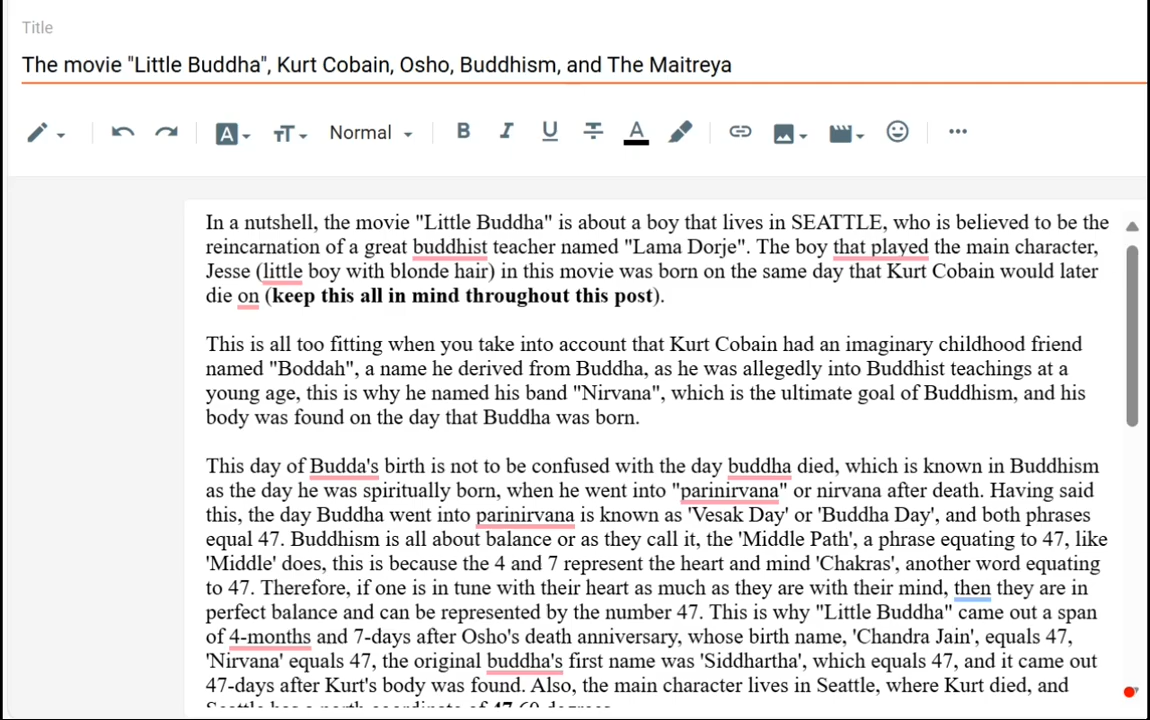 Title
The movie "Little Buddha", Kurt Cobain, Osho, Buddhism, and The Maitreya
Normal
In a nutshell, the movie "Little Buddha" is about a boy that lives in SEATTLE, who is believed to be the
reincarnation of a great buddhist teacher named "Lama Dorje". The boy that played the main character,
Jesse (little boy with blonde hair) in this movie was born on the same day that Kurt Cobain would later
die on (keep this all in mind throughout this post).
This is all too fitting when you take into account that Kurt Cobain had an imaginary childhood friend
named "Boddah", a name he derived from Buddha, as he was allegedly into Buddhist teachings at a
young age, this is why he named his band "Nirvana", which is the ultimate goal of Buddhism, and his
body was found on the day that Buddha was born.
This day of Budda's birth is not to be confused with the day buddha died, which is known in Buddhism
as the day he was spiritually born, when he went into "parinirvana" or nirvana after death. Having said
this, the day Buddha went into parinirvana is known as 'Vesak Day' or 'Buddha Day', and both phrases
equal 47. Buddhism is all about balance or as they call it, the 'Middle Path', a phrase equating to 47, like
'Middle' does, this is because the 4 and 7 represent the heart and mind 'Chakras', another word equating
to 47. Therefore, if one is in tune with their heart as much as they are with their mind, then they are in
perfect balance and can be represented by the number 47. This is why "Little Buddha" came out a span
of 4-months and 7-days after Osho's death anniversary, whose birth name, 'Chandra Jain', equals 47,
'Nirvana' equals 47, the original buddha's first name was 'Siddhartha', which equals 47, and it came out
47-days after Kurt's body was found. Also, the main character lives in Seattle, where Kurt died, and
Seattle has a north coordinate of 47.60 degrees